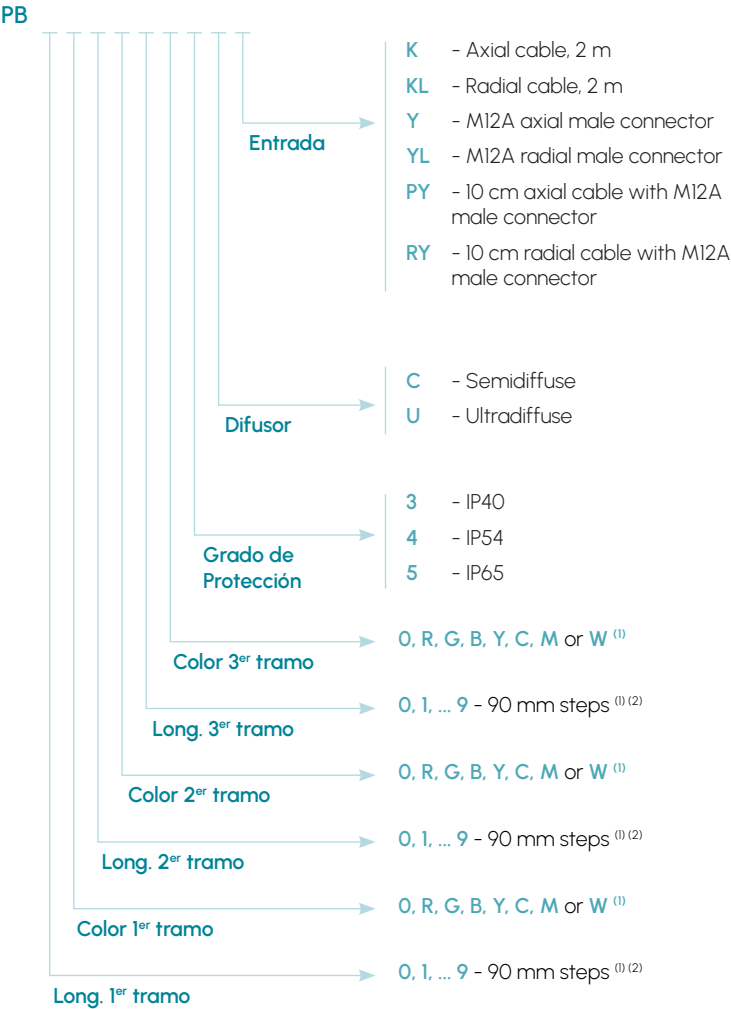 PB
K - Axial cable, 2 m
KL - Radial cable, 2 m
Y - M12A axial male connector
Entrada
YL - M12A radial male connector
PY - 10 cm axial cable with M12A
male connector
RY - 10 cm radial cable with M12A
male connector
C - Semidiffuse
U - Ultradiffuse
Difusor
3 - IP40
4 - IP54
Grado de
Protección
5 - IP65
0, R, G, B, Y, C, M or W (1)
Color 3er tramo
0, 1, ... 9 - 90 mm steps (1) (2)
Long. 3er tramo
0, R, G, B, Y, C, M or W (1)
Color 2er tramo
0, 1, ... 9 - 90 mm steps (1) (2)
Long. 2er tramo
0, R, G, B, Y, C, M or W (1)
Color 1er tramo
0, 1, ... 9 - 90 mm steps (1) (2)
Long. 1er tramo